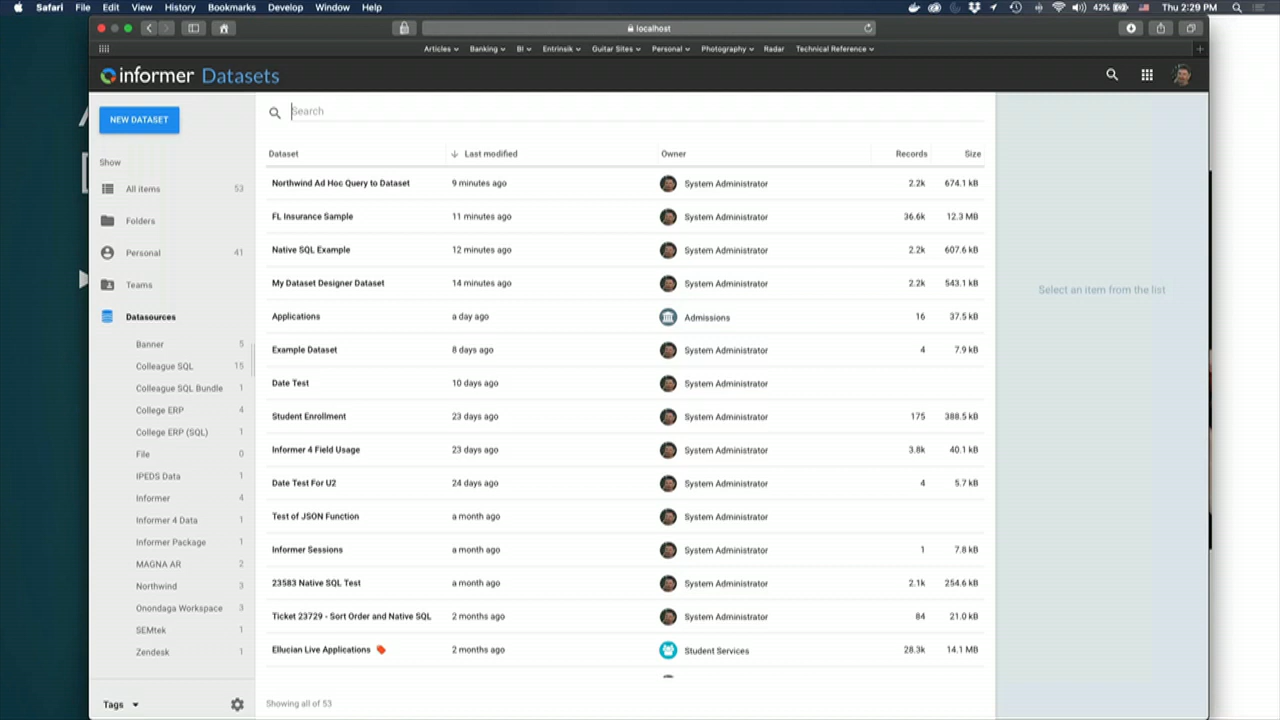 Safari File Edit View History Bookmarks Develop Window Help 42% Thu 2:29 PM
localhost
Articles Banking BI Entrinsik Guitar Sites Personal Photography Radar Technical Reference
informer Datasets
NEW DATASET
Search
Show
All items 53
Folders
Personal 41
Teams
Datasources
Banner 5
Colleague SQL 15
Colleague SQL Bundle 1
College ERP 4
College ERP (SQL) 1
File 0
IPEDS Data 1
Informer 4
Informer 4 Data 1
Informer Package 1
MAGNA AR 2
Northwind 3
Onondaga Workspace 3
SEMtek 1
Zendesk 1
Tags
Dataset Last modified Owner Records Size
Northwind Ad Hoc Query to Dataset 9 minutes ago System Administrator 2.2k 674.1 kB
FL Insurance Sample 11 minutes ago System Administrator 36.6k 12.3 MB
Native SQL Example 12 minutes ago System Administrator 2.2k 607.6 kB
My Dataset Designer Dataset 14 minutes ago System Administrator 2.2k 543.1 kB
Applications a day ago Admissions 16 37.5 kB
Example Dataset 8 days ago System Administrator 4 7.9 kB
Date Test 10 days ago System Administrator
Student Enrollment 23 days ago System Administrator 175 388.5 kB
Informer 4 Field Usage 23 days ago System Administrator 3.8k 40.1 kB
Date Test For U2 24 days ago System Administrator 4 5.7 kB
Test of JSON Function a month ago System Administrator
Informer Sessions a month ago System Administrator 1 7.8 kB
23583 Native SQL Test a month ago System Administrator 2.1k 254.6 kB
Ticket 23729 - Sort Order and Native SQL 2 months ago System Administrator 84 21.0 kB
Ellucian Live Applications 2 months ago Student Services 28.3k 14.1 MB
Showing all of 53
Select an item from the list